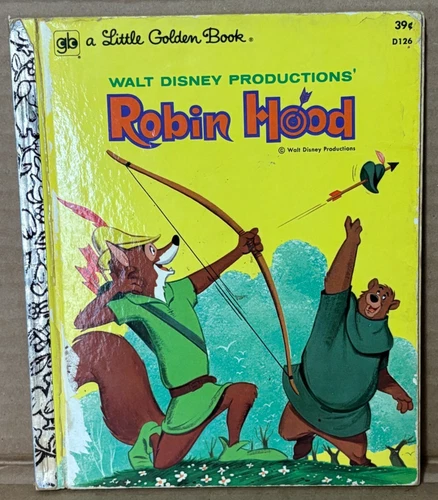 gb a Little Golden Book®
39¢
D126
WALT DISNEY PRODUCTIONS'
Robin Hood
© Walt Disney Productions